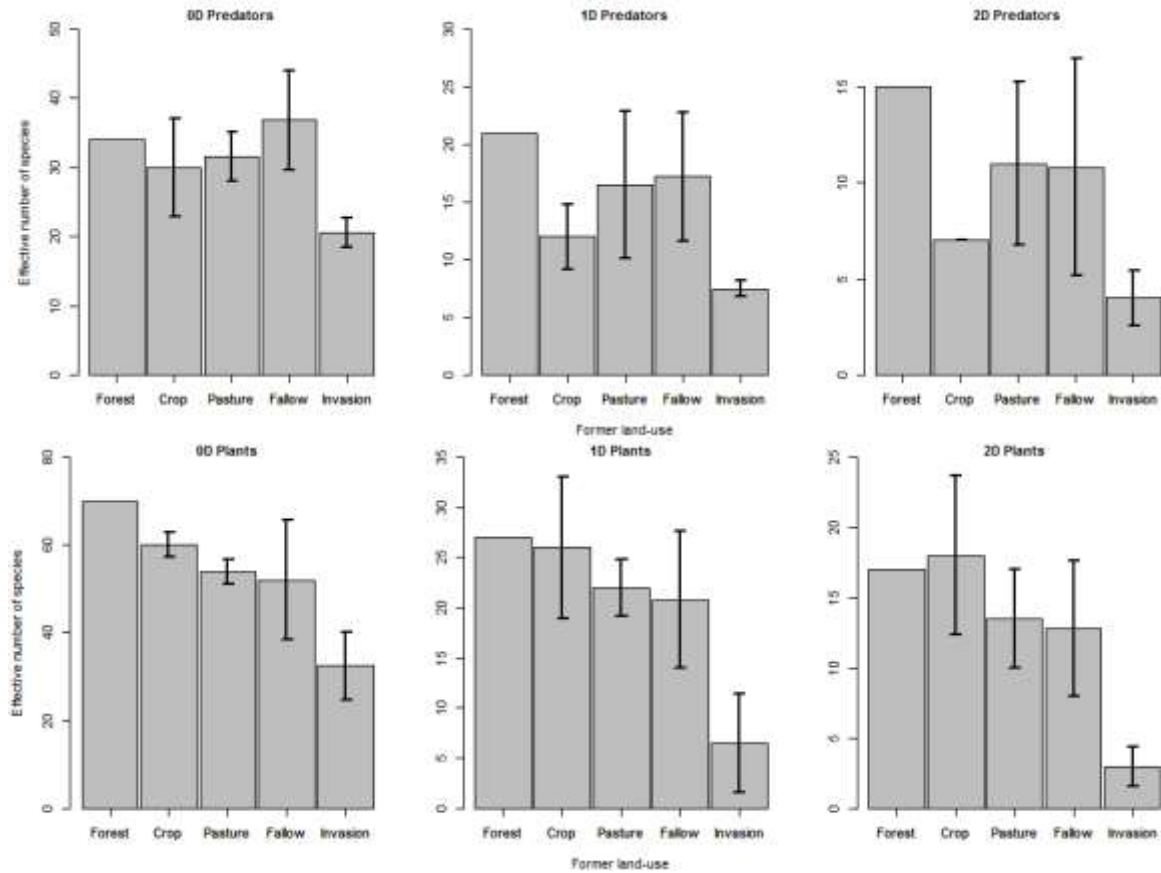 0D Predators
Effective number of species
0 10 20 30 40 50
Forest Crop Pasture Fallow Invasion
1D Predators
0 5 10 15 20 25 30
Forest Crop Pasture Fallow Invasion
Former land-use
2D Predators
0 5 10 15
Forest Crop Pasture Fallow Invasion
0D Plants
Effective number of species
0 20 40 60 80
Forest Crop Pasture Fallow Invasion
1D Plants
0 5 10 15 20 25 30 35
Forest Crop Pasture Fallow Invasion
Former land-use
2D Plants
0 5 10 15 20 25
Forest Crop Pasture Fallow Invasion